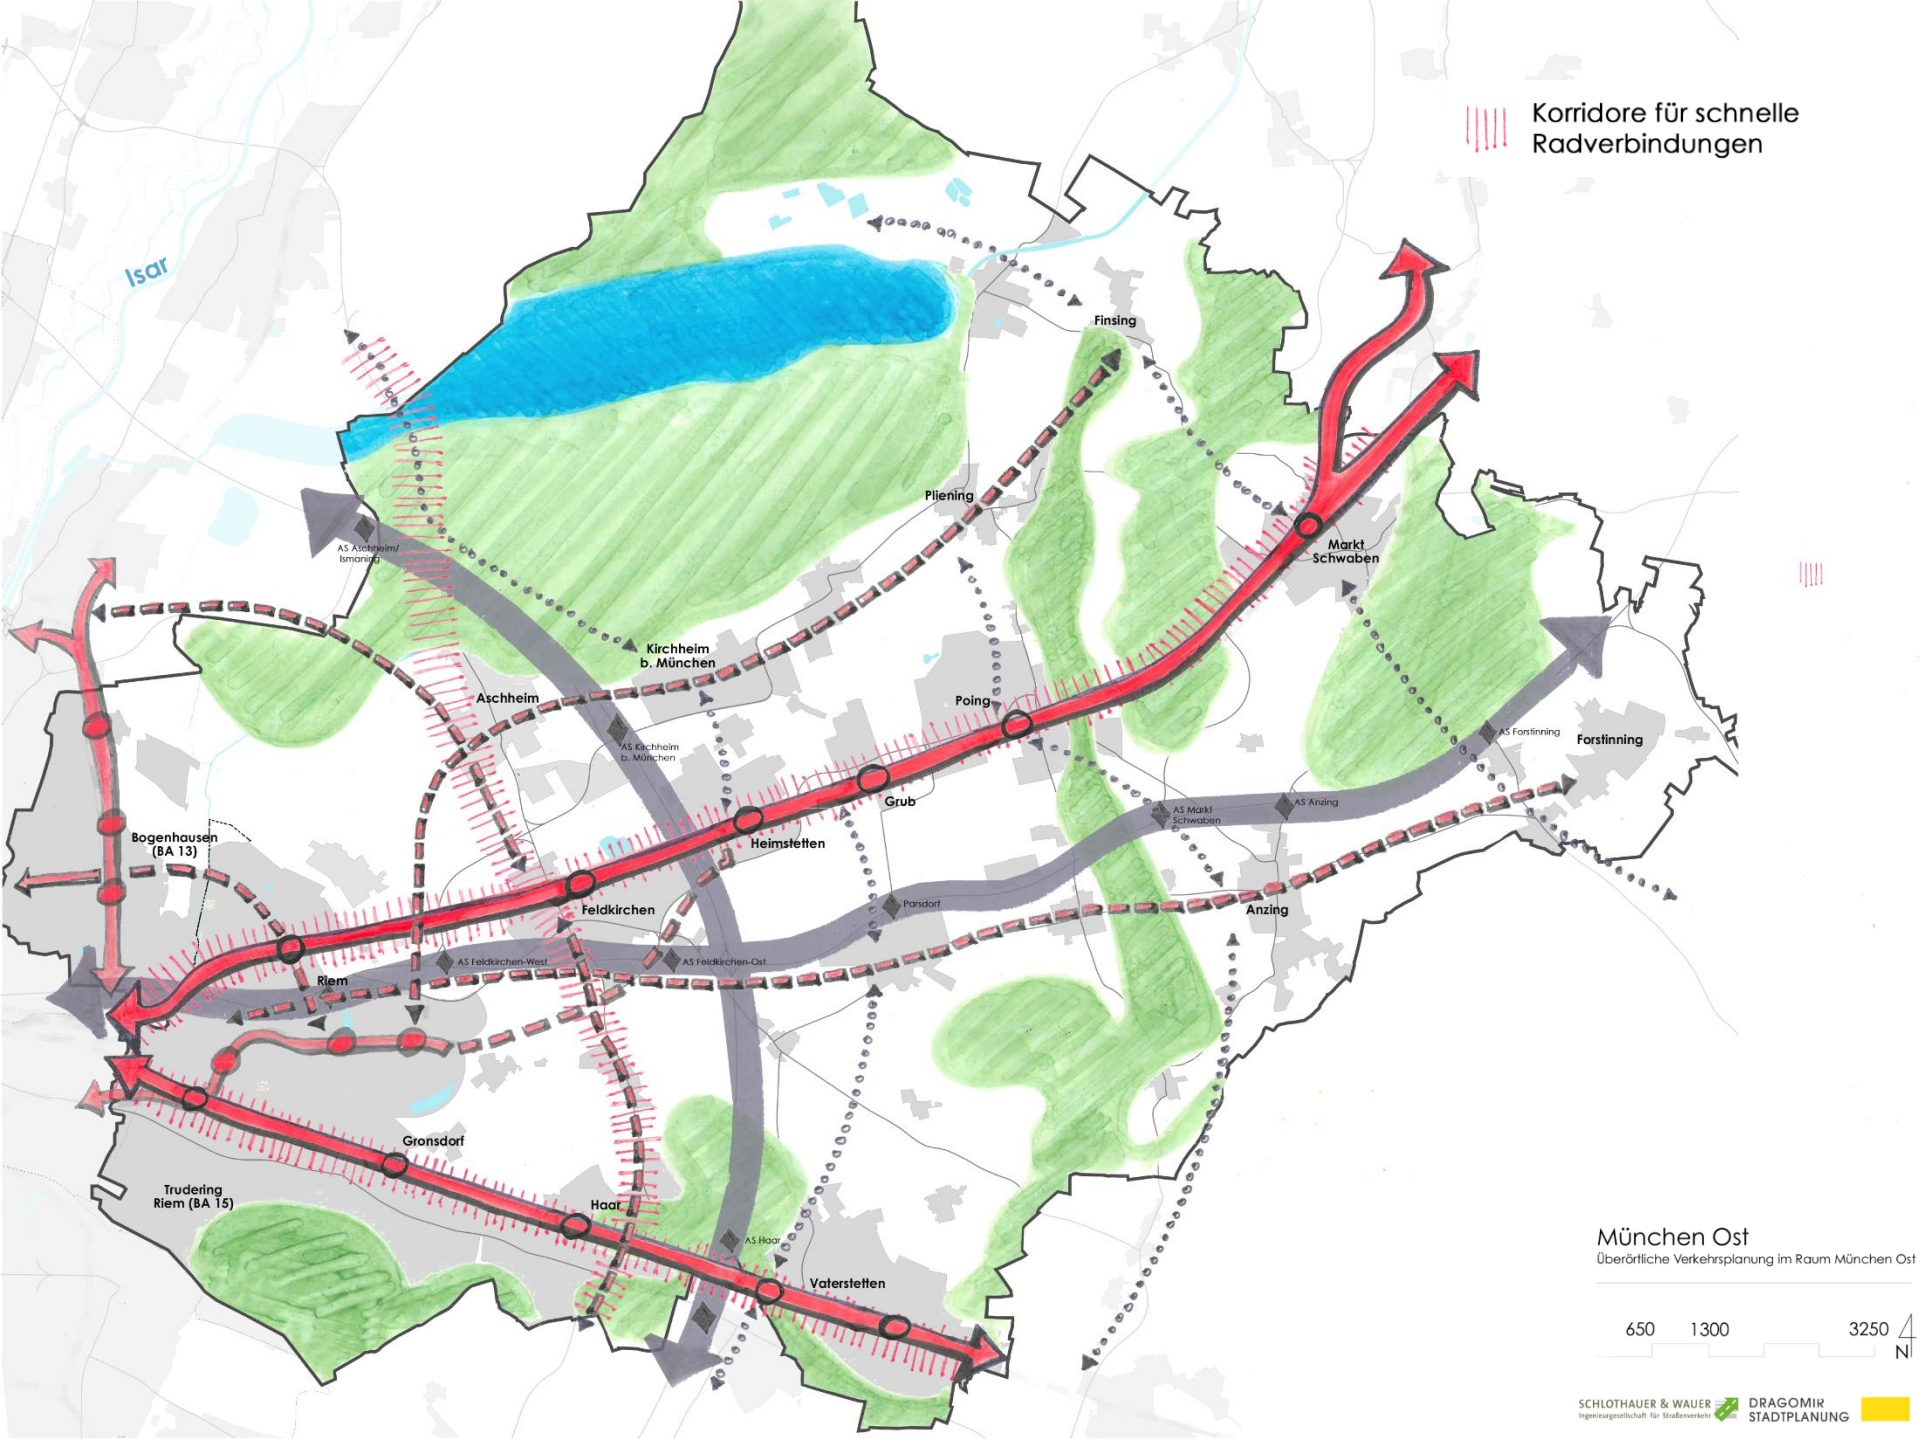 Korridore für schnelle
Radverbindungen
Isar
Finsing
Pliening
AS Aschheim/
Ismaning
Markt
Schwaben
Kirchheim
b. München
Aschheim
Poing
AS Kirchheim
b. München
AS Forstinning
Forstinning
Grub
AS Markt
Schwaben
AS Anzing
Bogenhausen
(BA 13)
Heimstetten
Feldkirchen
Parsdorf
Anzing
AS Feldkirchen-West
AS Feldkirchen-Ost
Riem
Gronsdorf
Trudering
Riem (BA 15)
Haar
AS Haar
Vaterstetten
München Ost
Überörtliche Verkehrsplanung im Raum München Ost
650 1300 3250
N
SCHLOTHAUER & WAUER
Ingenieurgesellschaft für Straßenverkehr
DRAGOMIR
STADTPLANUNG